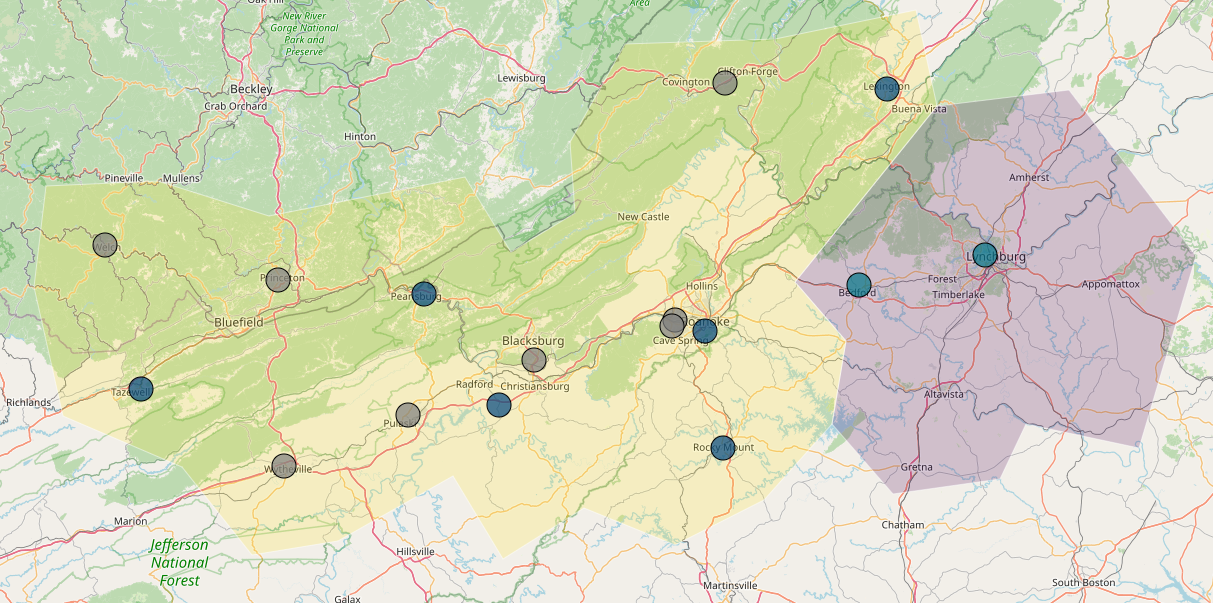 Oak Hill
Area
New River
Gorge National
Park and
Preserve
Lewisburg
Covington
Clifton Forge
Lexington
Beckley
Crab Orchard
Buena Vista
Hinton
Pineville
Mullens
Amherst
New Castle
Welch
Lynchburg
Princeton
Forest
Hollins
Bedford
Timberlake
Appomattox
Pearisburg
Bluefield
Roanoke
Blacksburg
Cave Spring
Radford
Christiansburg
Tazewell
Altavista
Richlands
Pulaski
Rocky Mount
Wytheville
Gretna
Marion
Chatham
Jefferson
National
Forest
Hillsville
Martinsville
South Boston
Galax